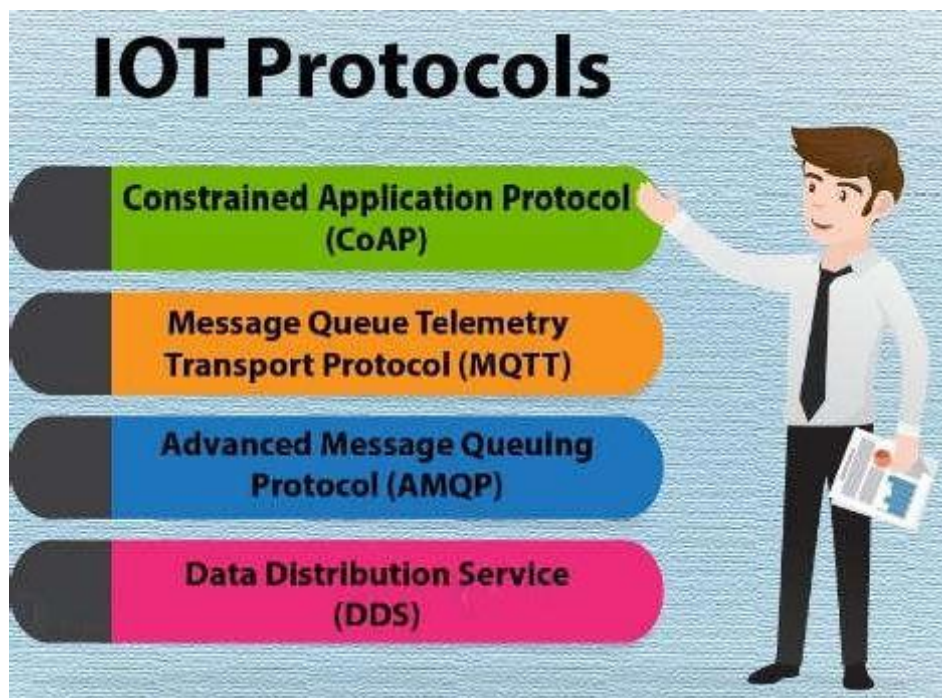 IOT Protocols
Constrained Application Protocol
(CoAP)
Message Queue Telemetry
Transport Protocol (MQTT)
Advanced Message Queuing
Protocol (AMQP)
Data Distribution Service
(DDS)